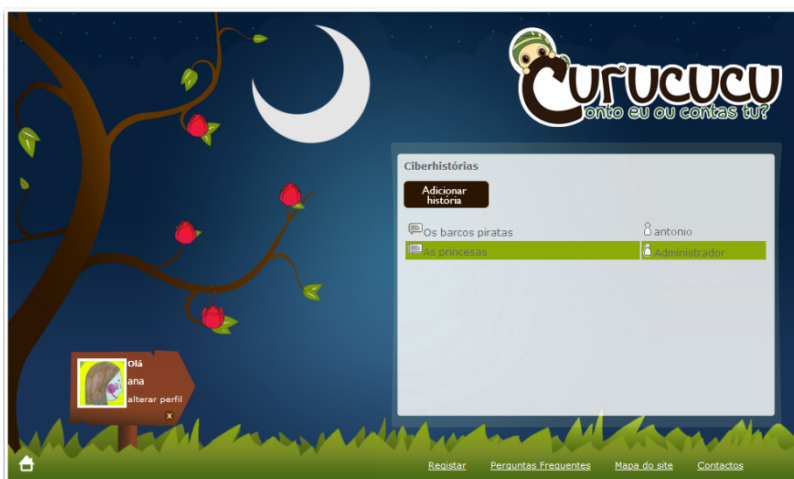 Curucucu
Conto eu ou contas tu?
Ciberhistórias
Adicionar
história
Os barcos piratas antonio
As princesas Administrador
Olá
ana
alterar perfil
x
Registar Perguntas Frequentes Mapa do site Contactos